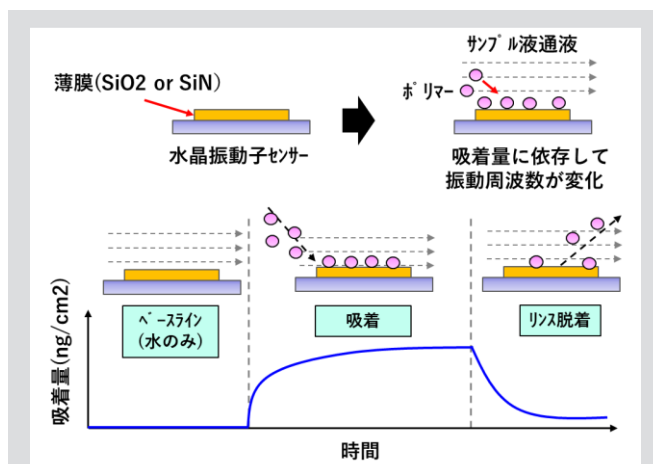 サンプル液通液
薄膜(SiO2 or SiN)
ポリマー
水晶振動子センサー
吸着量に依存して
振動周波数が変化
ベースライン
(水のみ)
吸着
リンス脱着
吸着量(ng/cm2)
時間